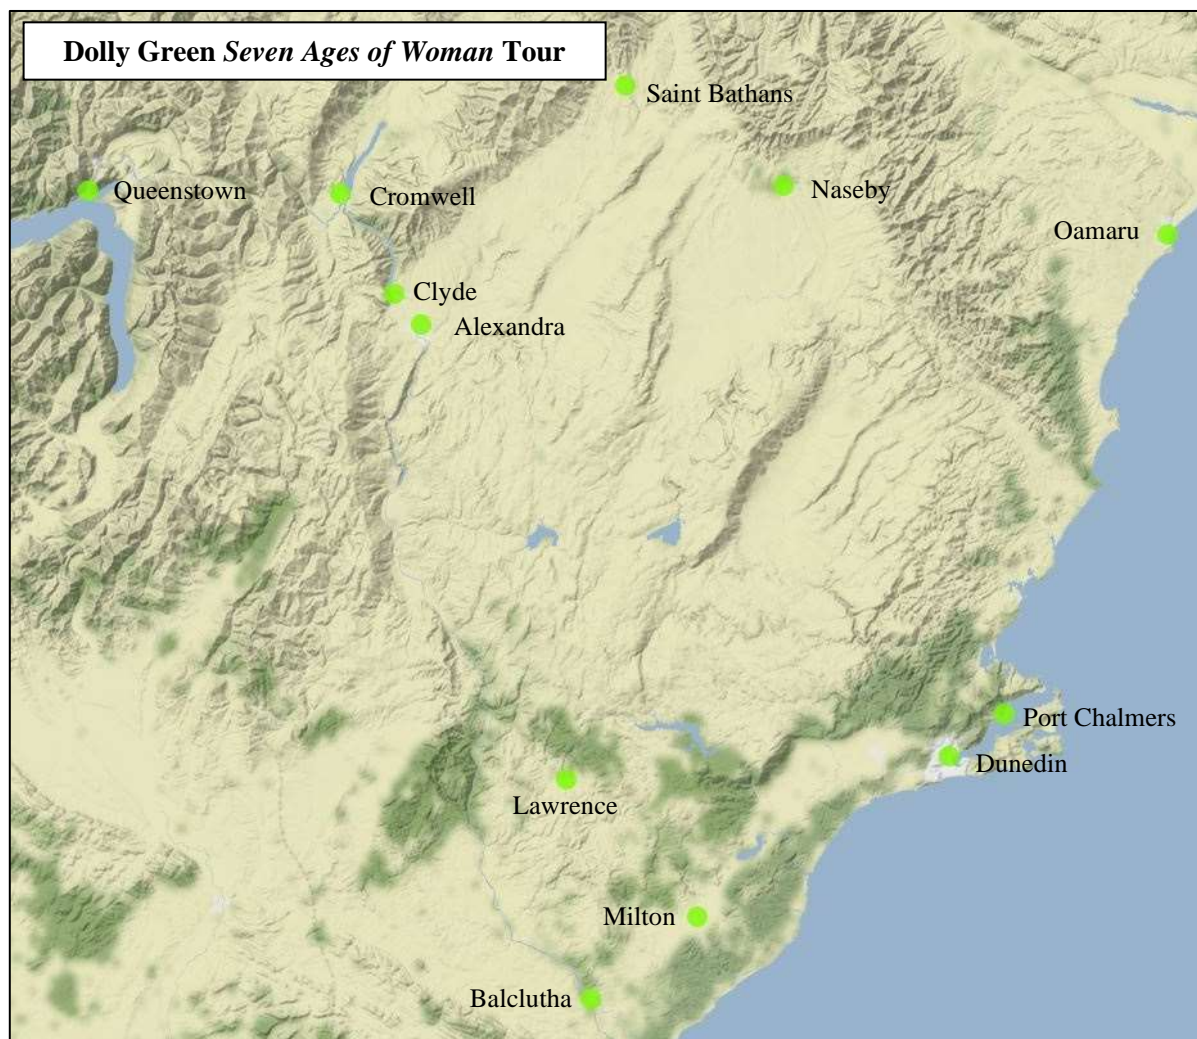 Dolly Green Seven Ages of Woman Tour
Saint Bathans
Queenstown
Cromwell
Naseby
Oamaru
Clyde
Alexandra
Port Chalmers
Dunedin
Lawrence
Milton
Balclutha